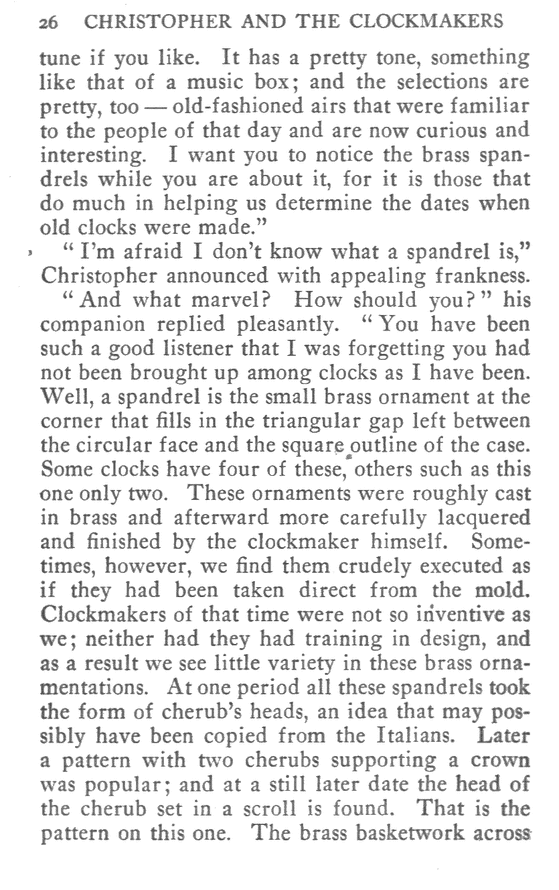 26 CHRISTOPHER AND THE CLOCKMAKERS
tune if you like. It has a pretty tone, something
like that of a music box; and the selections are
pretty, too — old-fashioned airs that were familiar
to the people of that day and are now curious and
interesting. I want you to notice the brass span-
drels while you are about it, for it is those that
do much in helping us determine the dates when
old clocks were made.”
“ I’m afraid I don’t know what a spandrel is,”
Christopher announced with appealing frankness.
“ And what marvel? How should you? ” his
companion replied pleasantly. “ You have been
such a good listener that I was forgetting you had
not been brought up among clocks as I have been.
Well, a spandrel is the small brass ornament at the
corner that fills in the triangular gap left between
the circular face and the square outline of the case.
Some clocks have four of these, others such as this
one only two. These ornaments were roughly cast
in brass and afterward more carefully lacquered
and finished by the clockmaker himself. Some-
times, however, we find them crudely executed as
if they had been taken direct from the mold.
Clockmakers of that time were not so inventive as
we; neither had they had training in design, and
as a result we see little variety in these brass orna-
mentations. At one period all these spandrels took
the form of cherub’s heads, an idea that may pos-
sibly have been copied from the Italians. Later
a pattern with two cherubs supporting a crown
was popular; and at a still later date the head of
the cherub set in a scroll is found. That is the
pattern on this one. The brass basketwork across